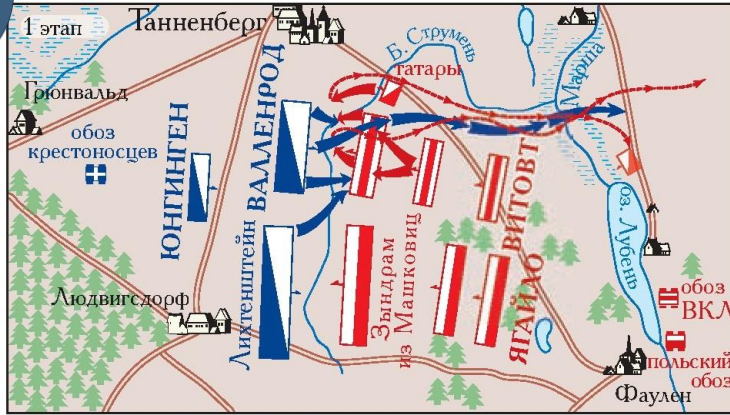 1 этап
Танненберг
Б. Струмень
татары
Марша
Грюнвальд
обоз
крестоносцев
ЮНГИНГЕН
ВАЛЛЕНРОД
ВИТОВТ
оз. Лубень
Людвигсдорф
Лихтенштейн
Зындрам
из Машковиц
ЯГАЙЛО
обоз
ВКЛ
польский
обоз
Фаулен